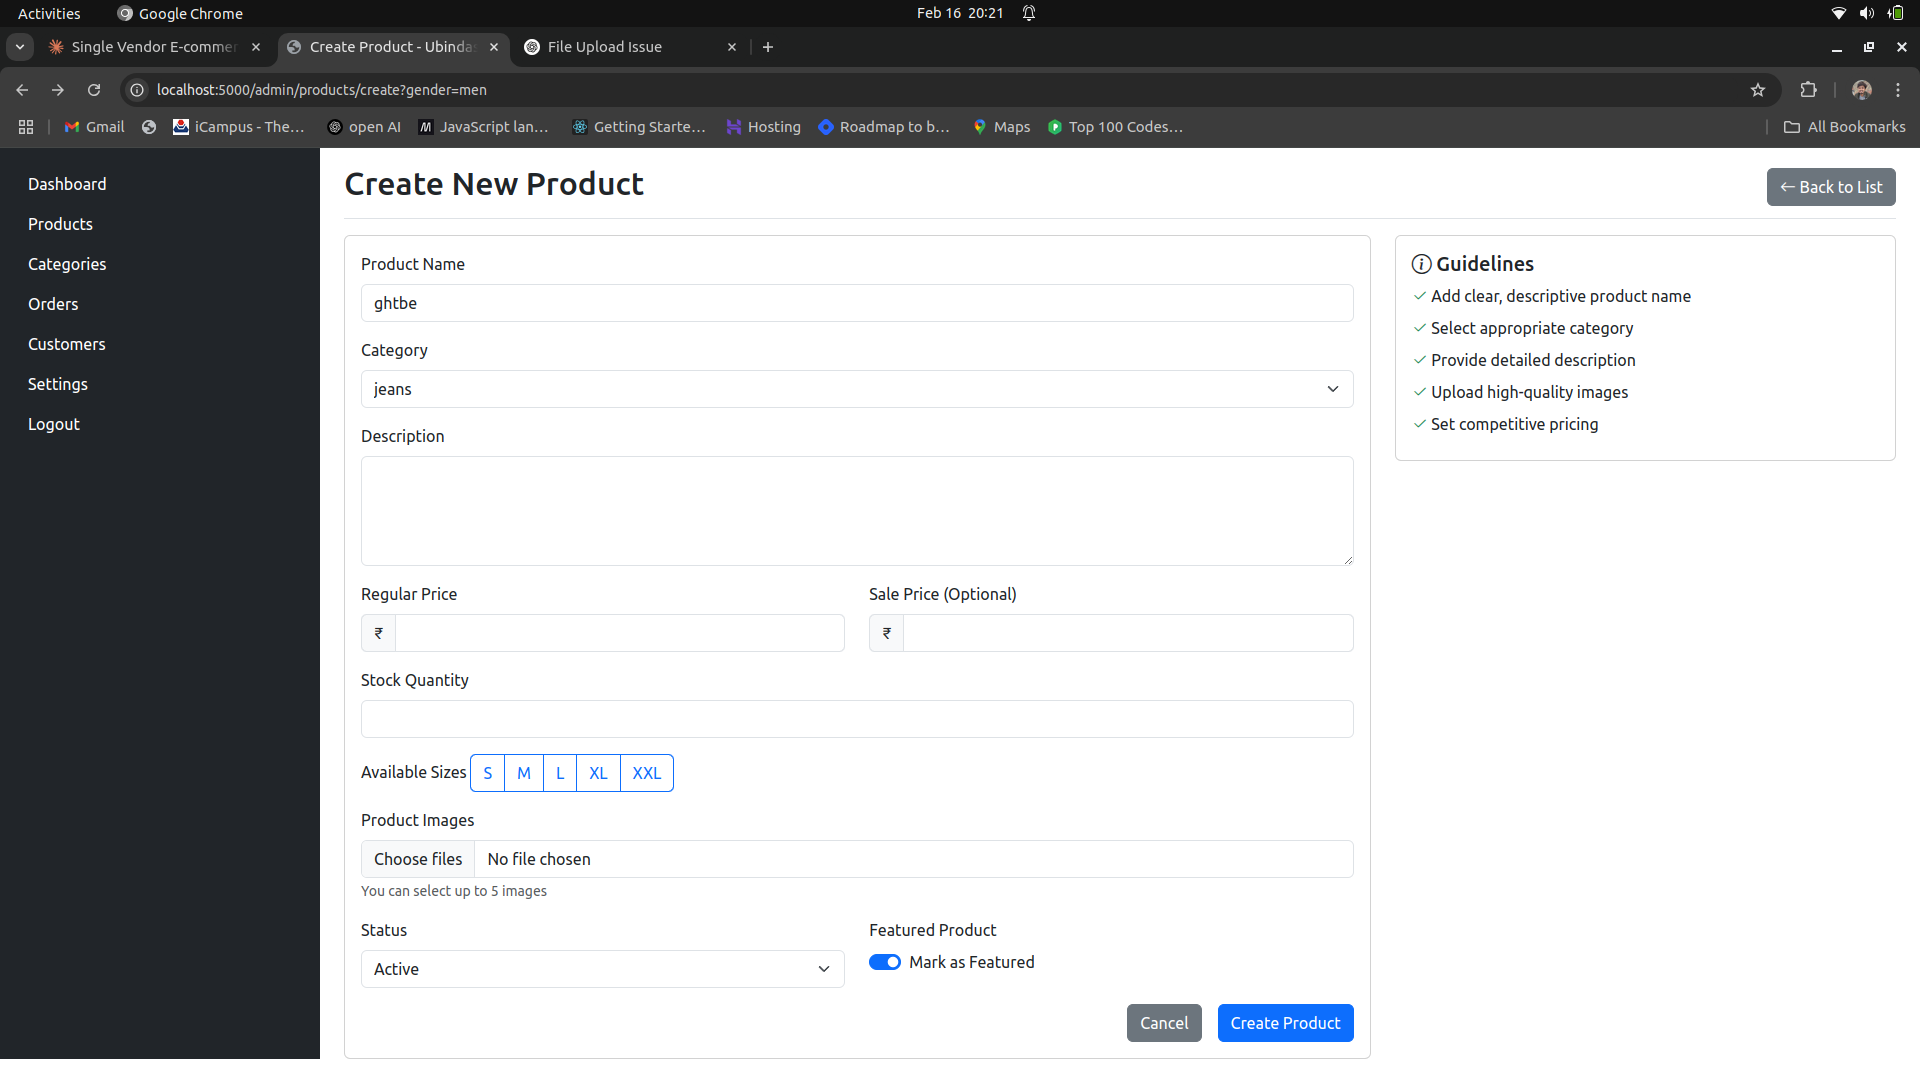 Activities Google Chrome Feb 16 20:21
Single Vendor E-commer Create Product - Ubinda File Upload Issue
localhost:5000/admin/products/create?gender=men
Gmail iCampus - The... open AI JavaScript lan... Getting Starte... Hosting Roadmap to b... Maps Top 100 Codes... All Bookmarks
Dashboard
Products
Categories
Orders
Customers
Settings
Logout
Create New Product
← Back to List
Product Name
ghtbe
Category
jeans
Description
Regular Price Sale Price (Optional)
₹ ₹
Stock Quantity
Available Sizes S M L XL XXL
Product Images
Choose files No file chosen
You can select up to 5 images
Status Featured Product
Active Mark as Featured
Cancel Create Product
Guidelines
Add clear, descriptive product name
Select appropriate category
Provide detailed description
Upload high-quality images
Set competitive pricing